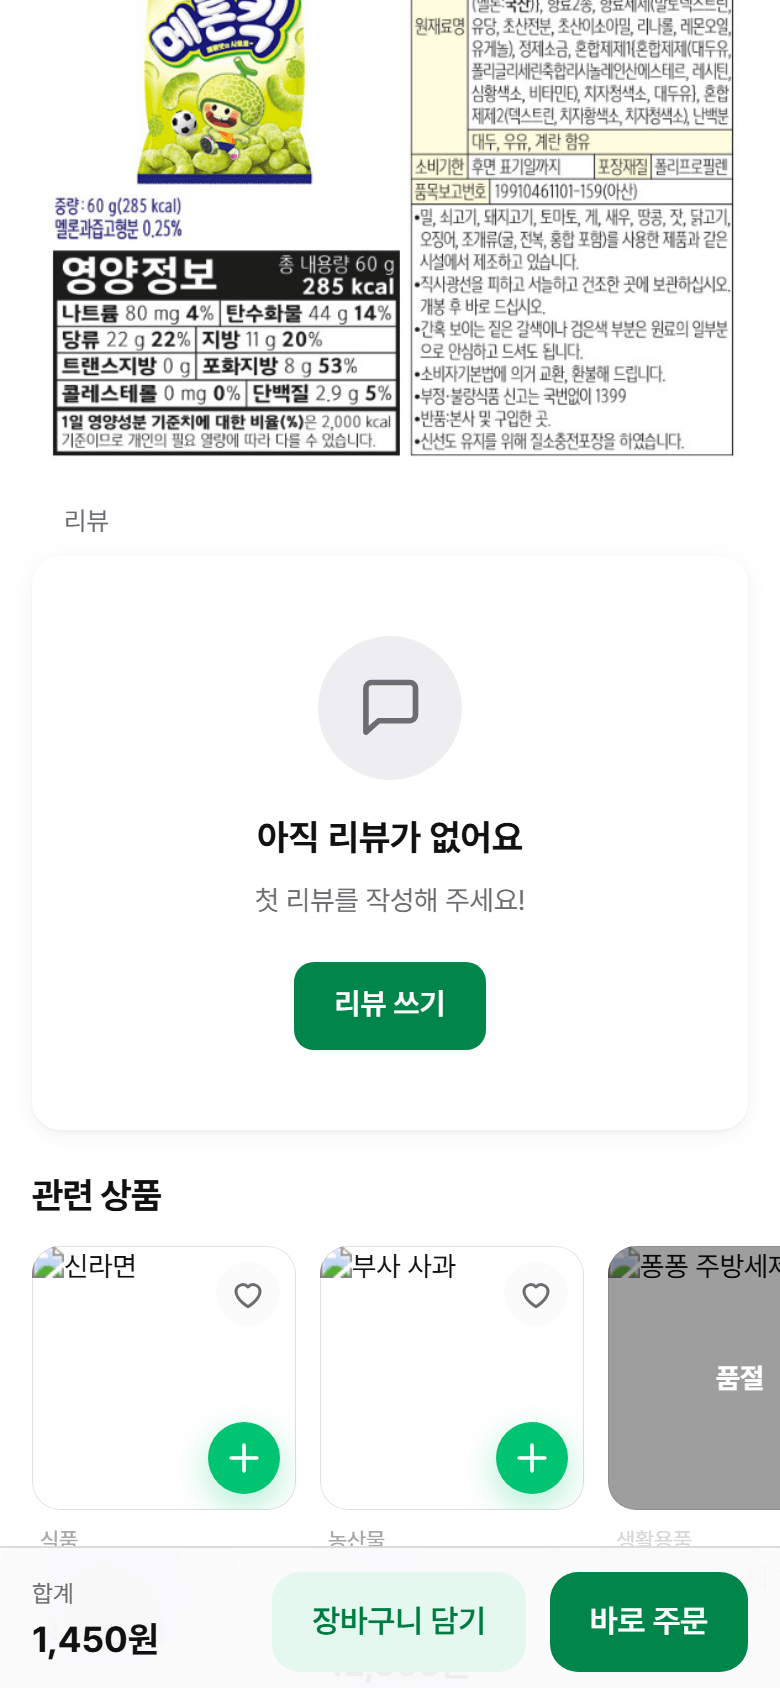 메론킥
중량:60 g(285 kcal)
멜론과즙고형분 0.25%
영양정보
총 내용량 60 g
285 kcal
나트륨 80 mg 4% 탄수화물 44 g 14%
당류 22 g 22% 지방 11 g 20%
트랜스지방 0 g 포화지방 8 g 53%
콜레스테롤 0 mg 0% 단백질 2.9 g 5%
1일 영양성분 기준치에 대한 비율(%)은 2,000 kcal
기준이므로 개인의 필요 열량에 따라 다를 수 있습니다.
원재료명
(멜론:국산)}, 향료2종, 향료제제(말토덱스트린,
유당, 초산전분, 초산이소아밀, 리나롤, 레몬오일,
유게놀), 정제소금, 혼합제제1{혼합제제(대두유,
폴리글리세린축합리시놀레인산에스테르, 레시틴,
심황색소, 비타민E), 치자청색소, 대두유}, 혼합
제제2(덱스트린, 치자황색소, 치자청색소), 난백분
대두, 우유, 계란 함유
소비기한 후면 표기일까지 포장재질 폴리프로필렌
품목보고번호 19910461101-159(아산)
•밀, 쇠고기, 돼지고기, 토마토, 게, 새우, 땅콩, 잣, 닭고기,
오징어, 조개류(굴, 전복, 홍합 포함)를 사용한 제품과 같은
시설에서 제조하고 있습니다.
•직사광선을 피하고 서늘하고 건조한 곳에 보관하십시오.
개봉 후 바로 드십시오.
•간혹 보이는 짙은 갈색이나 검은색 부분은 원료의 일부분
으로 안심하고 드셔도 됩니다.
•소비자기본법에 의거 교환, 환불해 드립니다.
•부정·불량식품 신고는 국번없이 1399
•반품:본사 및 구입한 곳.
•신선도 유지를 위해 질소충전포장을 하였습니다.
리뷰
아직 리뷰가 없어요
첫 리뷰를 작성해 주세요!
리뷰 쓰기
관련 상품
신라면
부사 사과
퐁퐁 주방세제
품절
식품
농산물
생활용품
합계
1,450원
장바구니 담기
바로 주문